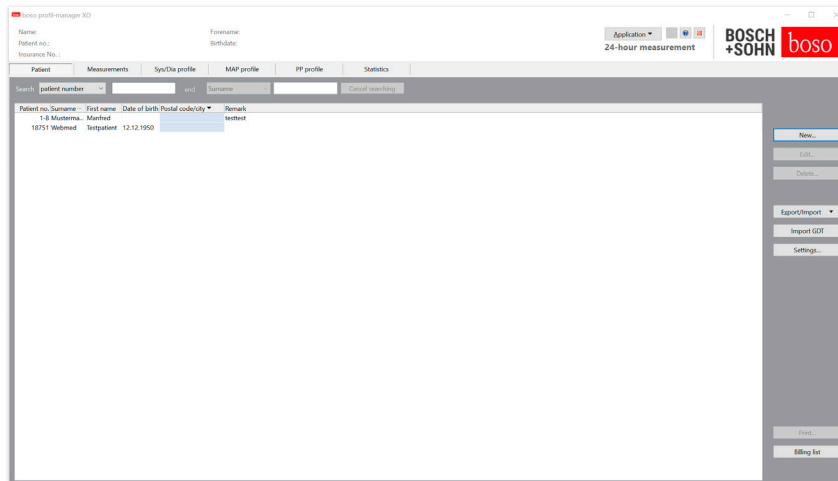 boso boso profil-manager XD
Name: Forename:
Patient no.: Birthdate:
Insurance No. :
Application
24-hour measurement
BOSCH
+SOHN
boso
Patient Measurements Sys/Dia profile MAP profile PP profile Statistics
Search patient number and Surname Cancel searching
Patient no. Surname First name Date of birth Postal code/city Remark
1-8 Musterma... Manfred testtest
18751 Webmed Testpatient 12.12.1950
New...
Edit...
Delete...
Export/Import
Import GDT
Settings...
Print...
Billing list